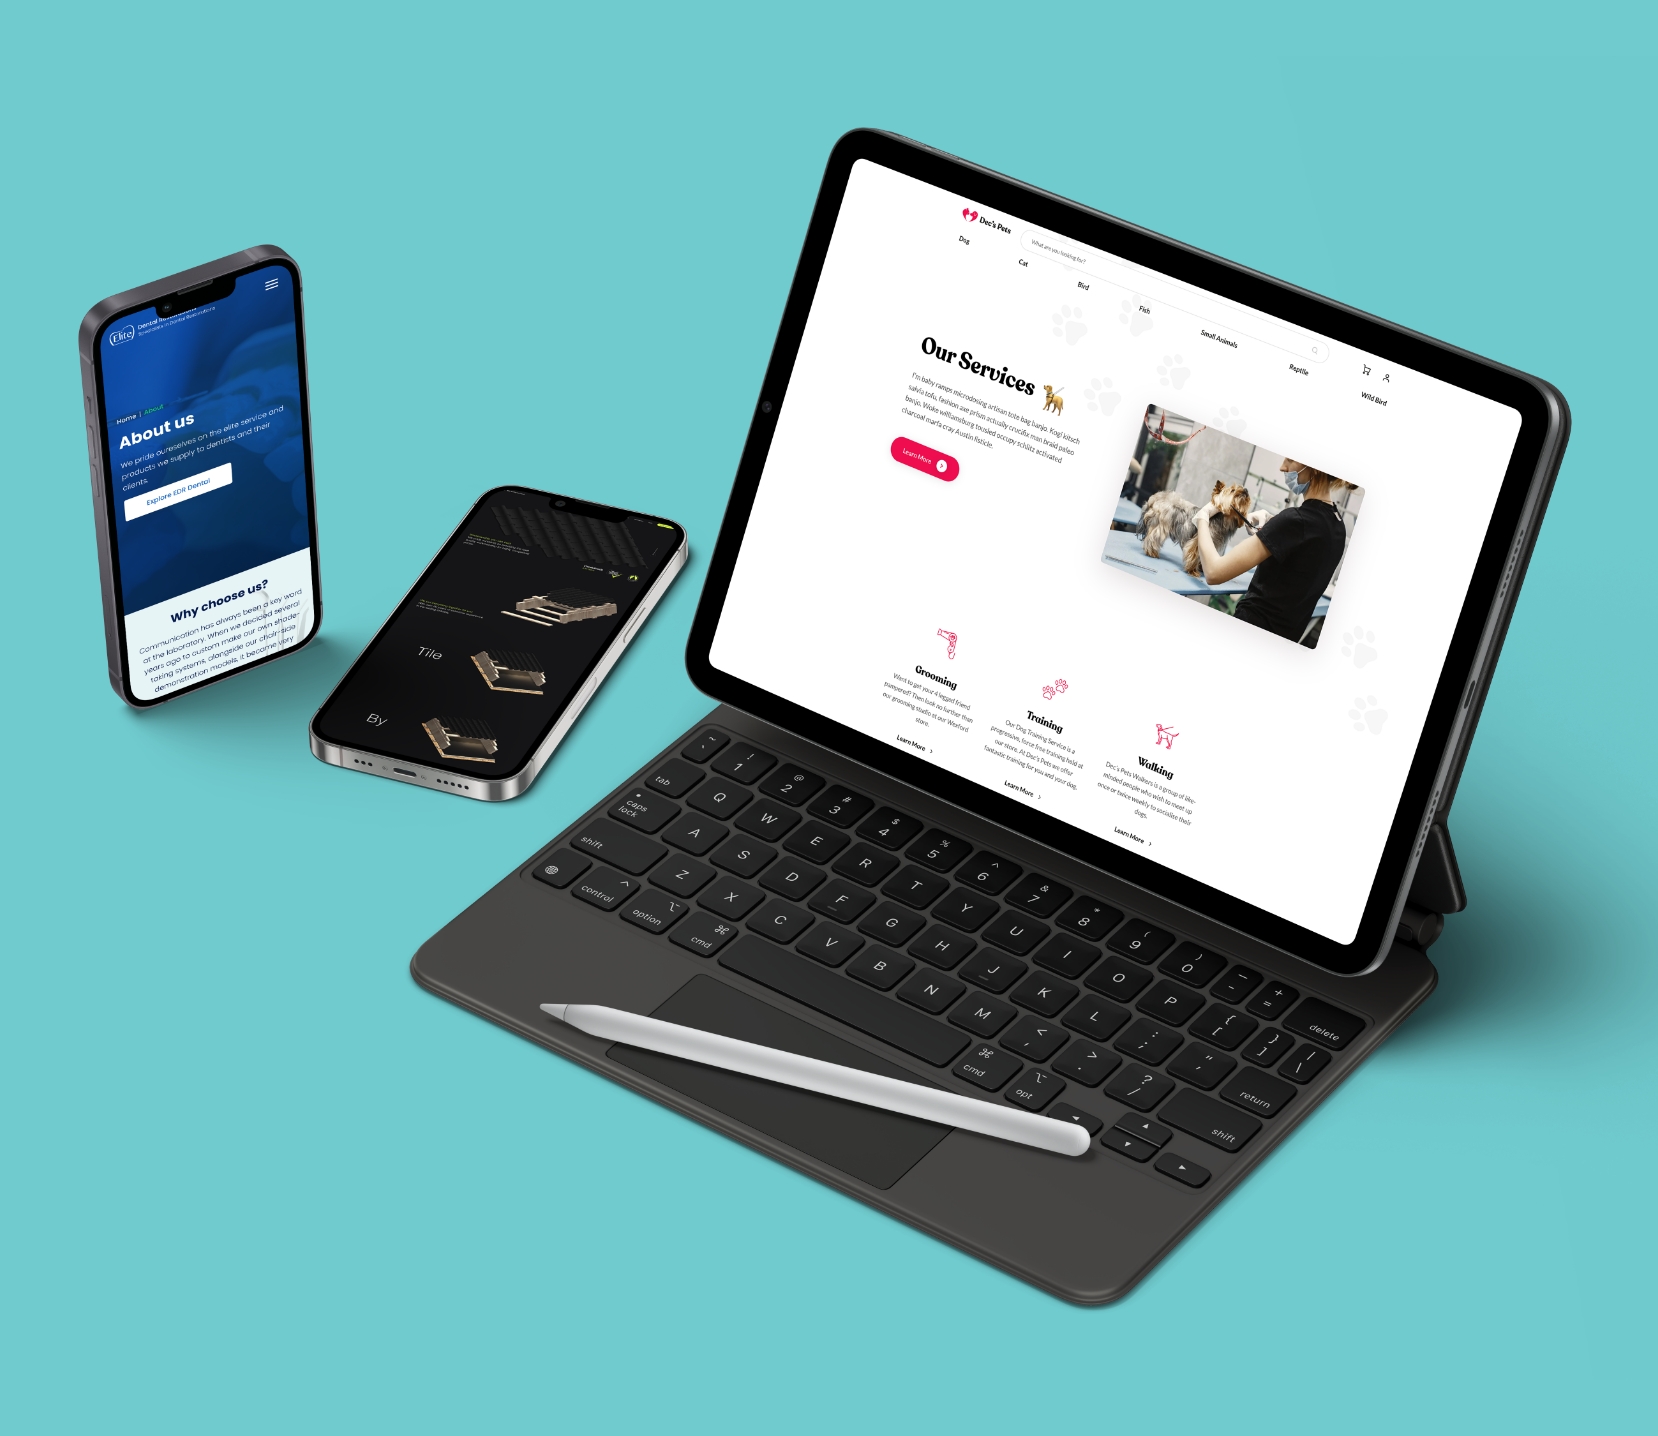 Elite
Dental Restorations
Specialists in Dental Restorations
Home | About
About us
We pride oureselves on the elite service and
products we supply to dentists and their
clients.
Explore EDR Dental
Why choose us?
Communication has always been a key word
at the laboratory. When we decided several
years ago to custom make our own shade-
taking systems, alongside our chair-side
demonstration models, it became very
Tile
By
Dec's Pets
What are you looking for?
Dog
Cat
Bird
Fish
Small Animals
Reptile
Wild Bird
Our Services
I'm baby ramps microdosing artisan tote bag banjo. Kogi kitsch
salvia tofu, fashion axe prism actually crucifix man braid paleo
banjo. Woke williamsburg tousled occupy schlitz activated
charcoal marfa cray Austin listicle.
Learn More
Grooming
Want to get your 4 legged friend
pampered? Then look no further than
our grooming studio at our Wexford
store.
Learn More
Training
Our Dog Training Service is a
progressive, force free training held at
our store. At Dec's Pets we offer
fantastic training for you and your dog.
Learn More
Walking
Dec's Pets Walkers is a group of like-
minded people who wish to meet up
once or twice weekly to socialise their
dogs.
Learn More
~ ` ! 1 @ 2 # 3 $ 4 % 5 ^ 6 & 7 * 8 ( 9 ) 0 _ - + = delete
tab Q W E R T Y U I O P { [ } ] | \
caps lock A S D F G H J K L : ; " ' return
shift Z X C V B N M < , > . ? / shift
control option cmd cmd opt